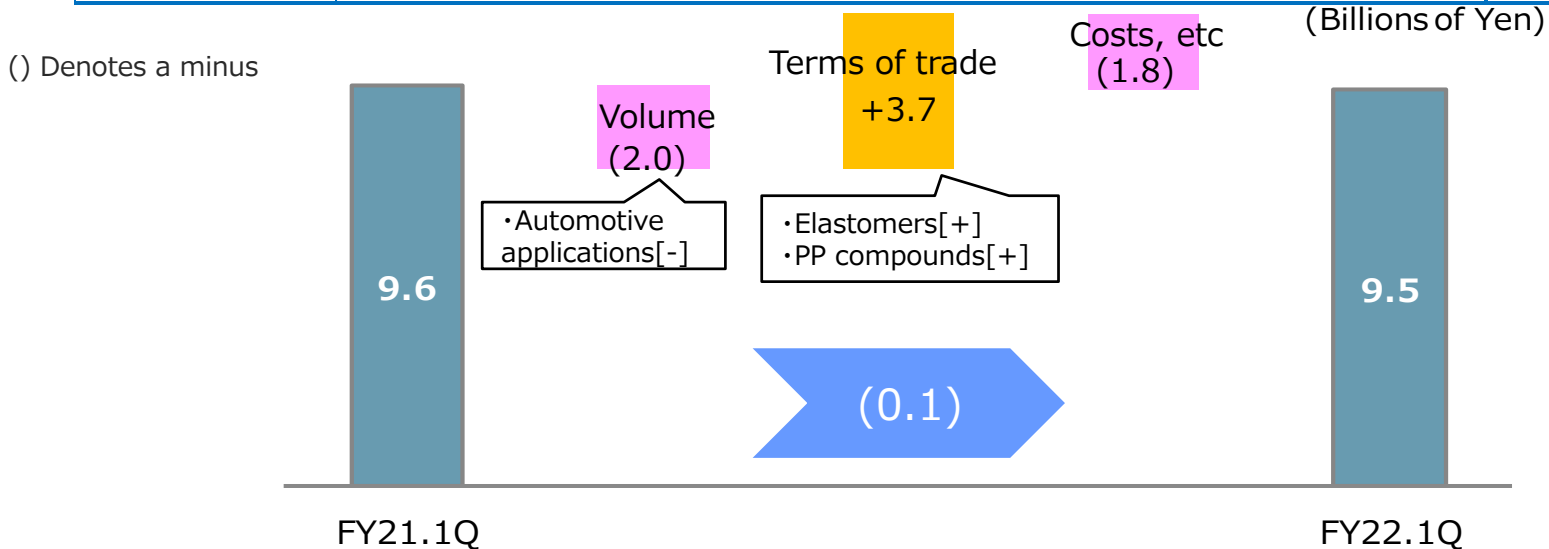 (Billions of Yen)
() Denotes a minus
Volume
(2.0)
Terms of trade
+3.7
Costs, etc
(1.8)
・Automotive
applications[-]
・Elastomers[+]
・PP compounds[+]
9.6
9.5
(0.1)
FY21.1Q
FY22.1Q